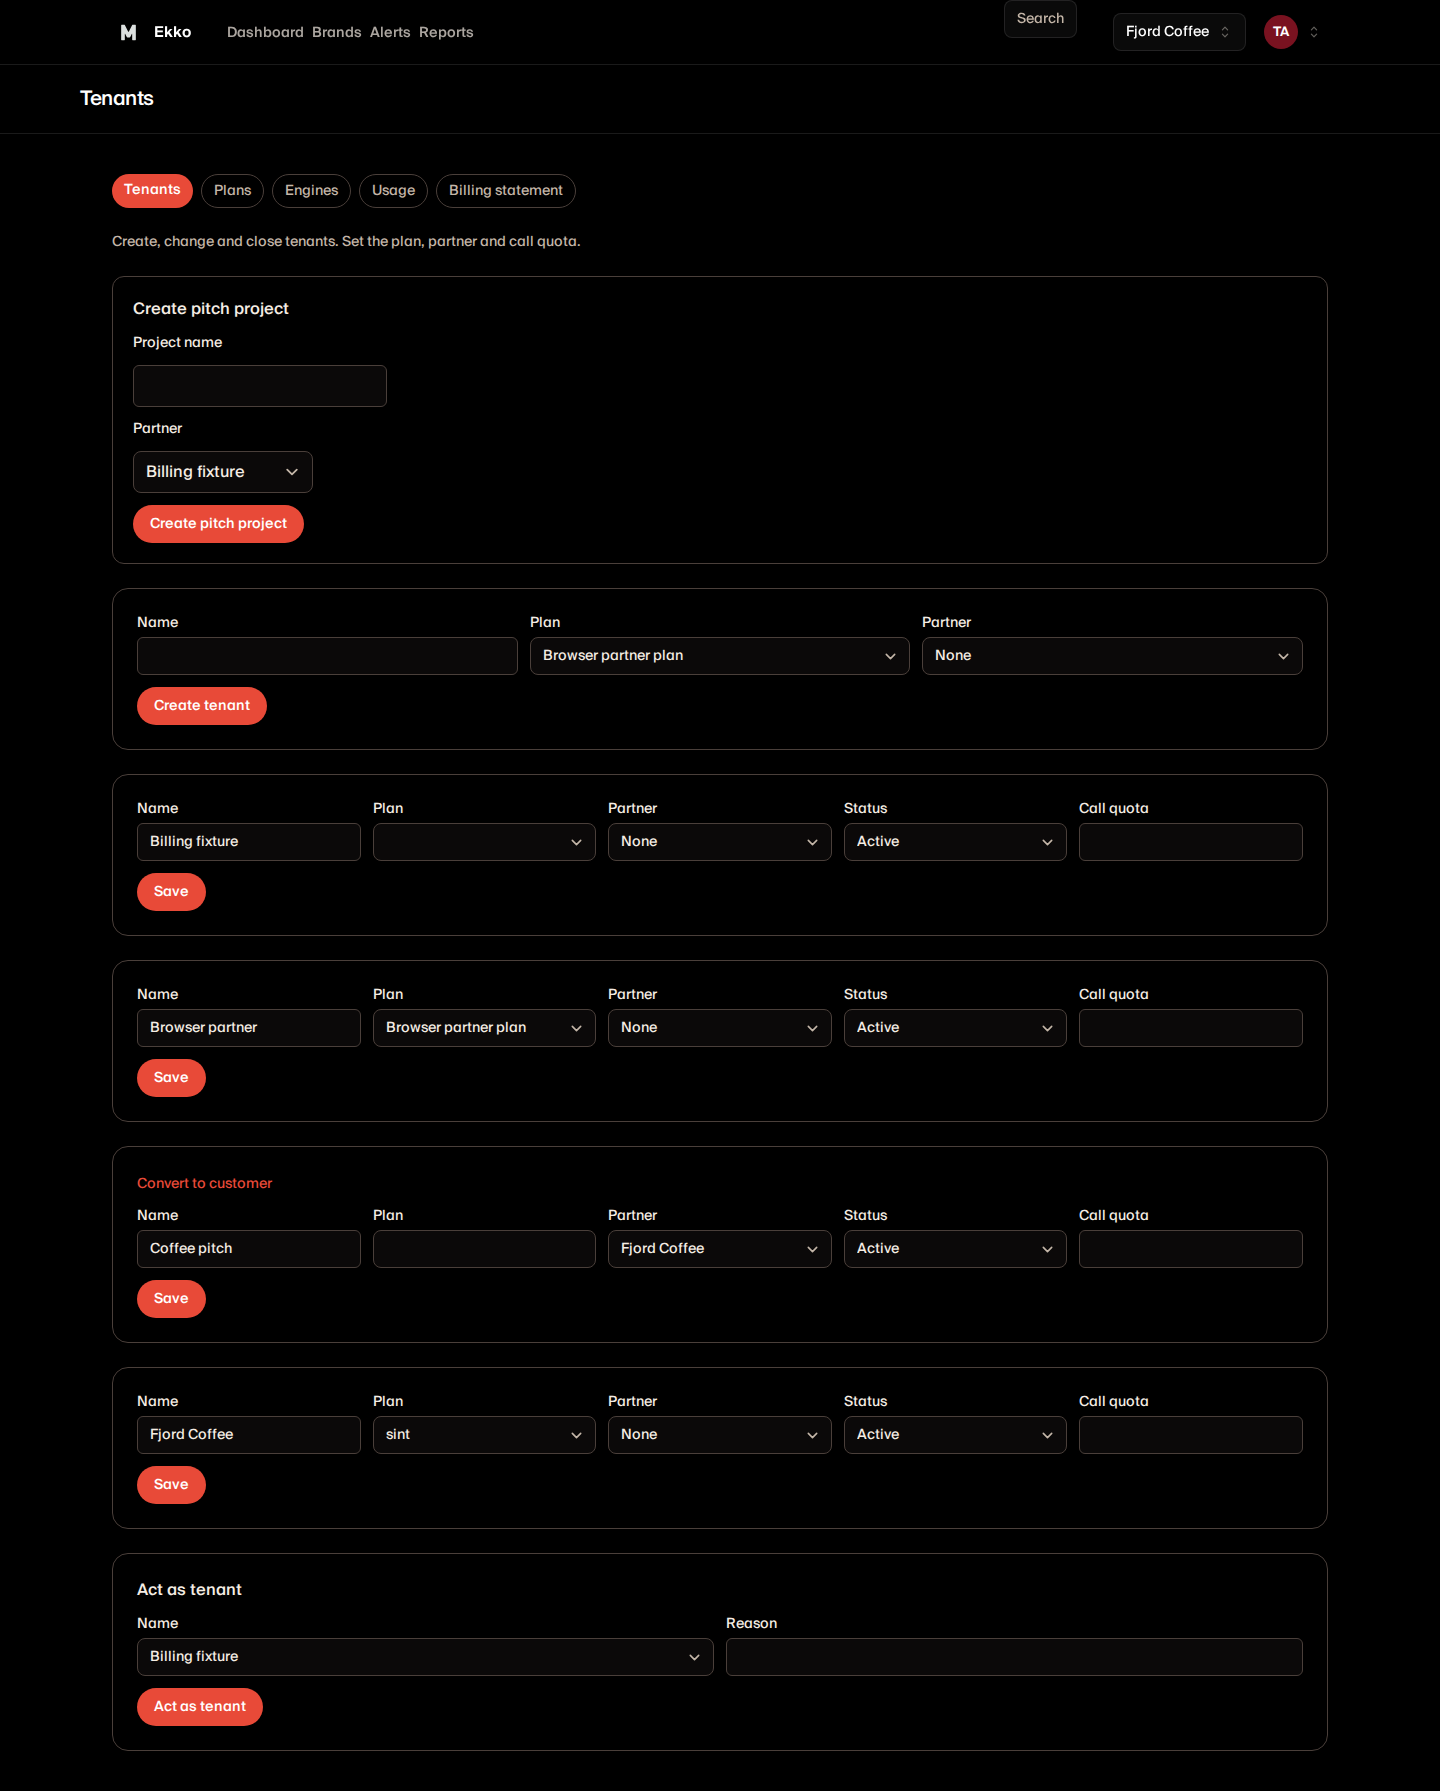 M Ekko Dashboard Brands Alerts Reports Search Fjord Coffee TA
Tenants
Tenants Plans Engines Usage Billing statement
Create, change and close tenants. Set the plan, partner and call quota.
Create pitch project
Project name
Partner
Billing fixture
Create pitch project
Name Plan Partner
Browser partner plan None
Create tenant
Name Plan Partner Status Call quota
Billing fixture None Active
Save
Name Plan Partner Status Call quota
Browser partner Browser partner plan None Active
Save
Convert to customer
Name Plan Partner Status Call quota
Coffee pitch Fjord Coffee Active
Save
Name Plan Partner Status Call quota
Fjord Coffee sint None Active
Save
Act as tenant
Name Reason
Billing fixture
Act as tenant